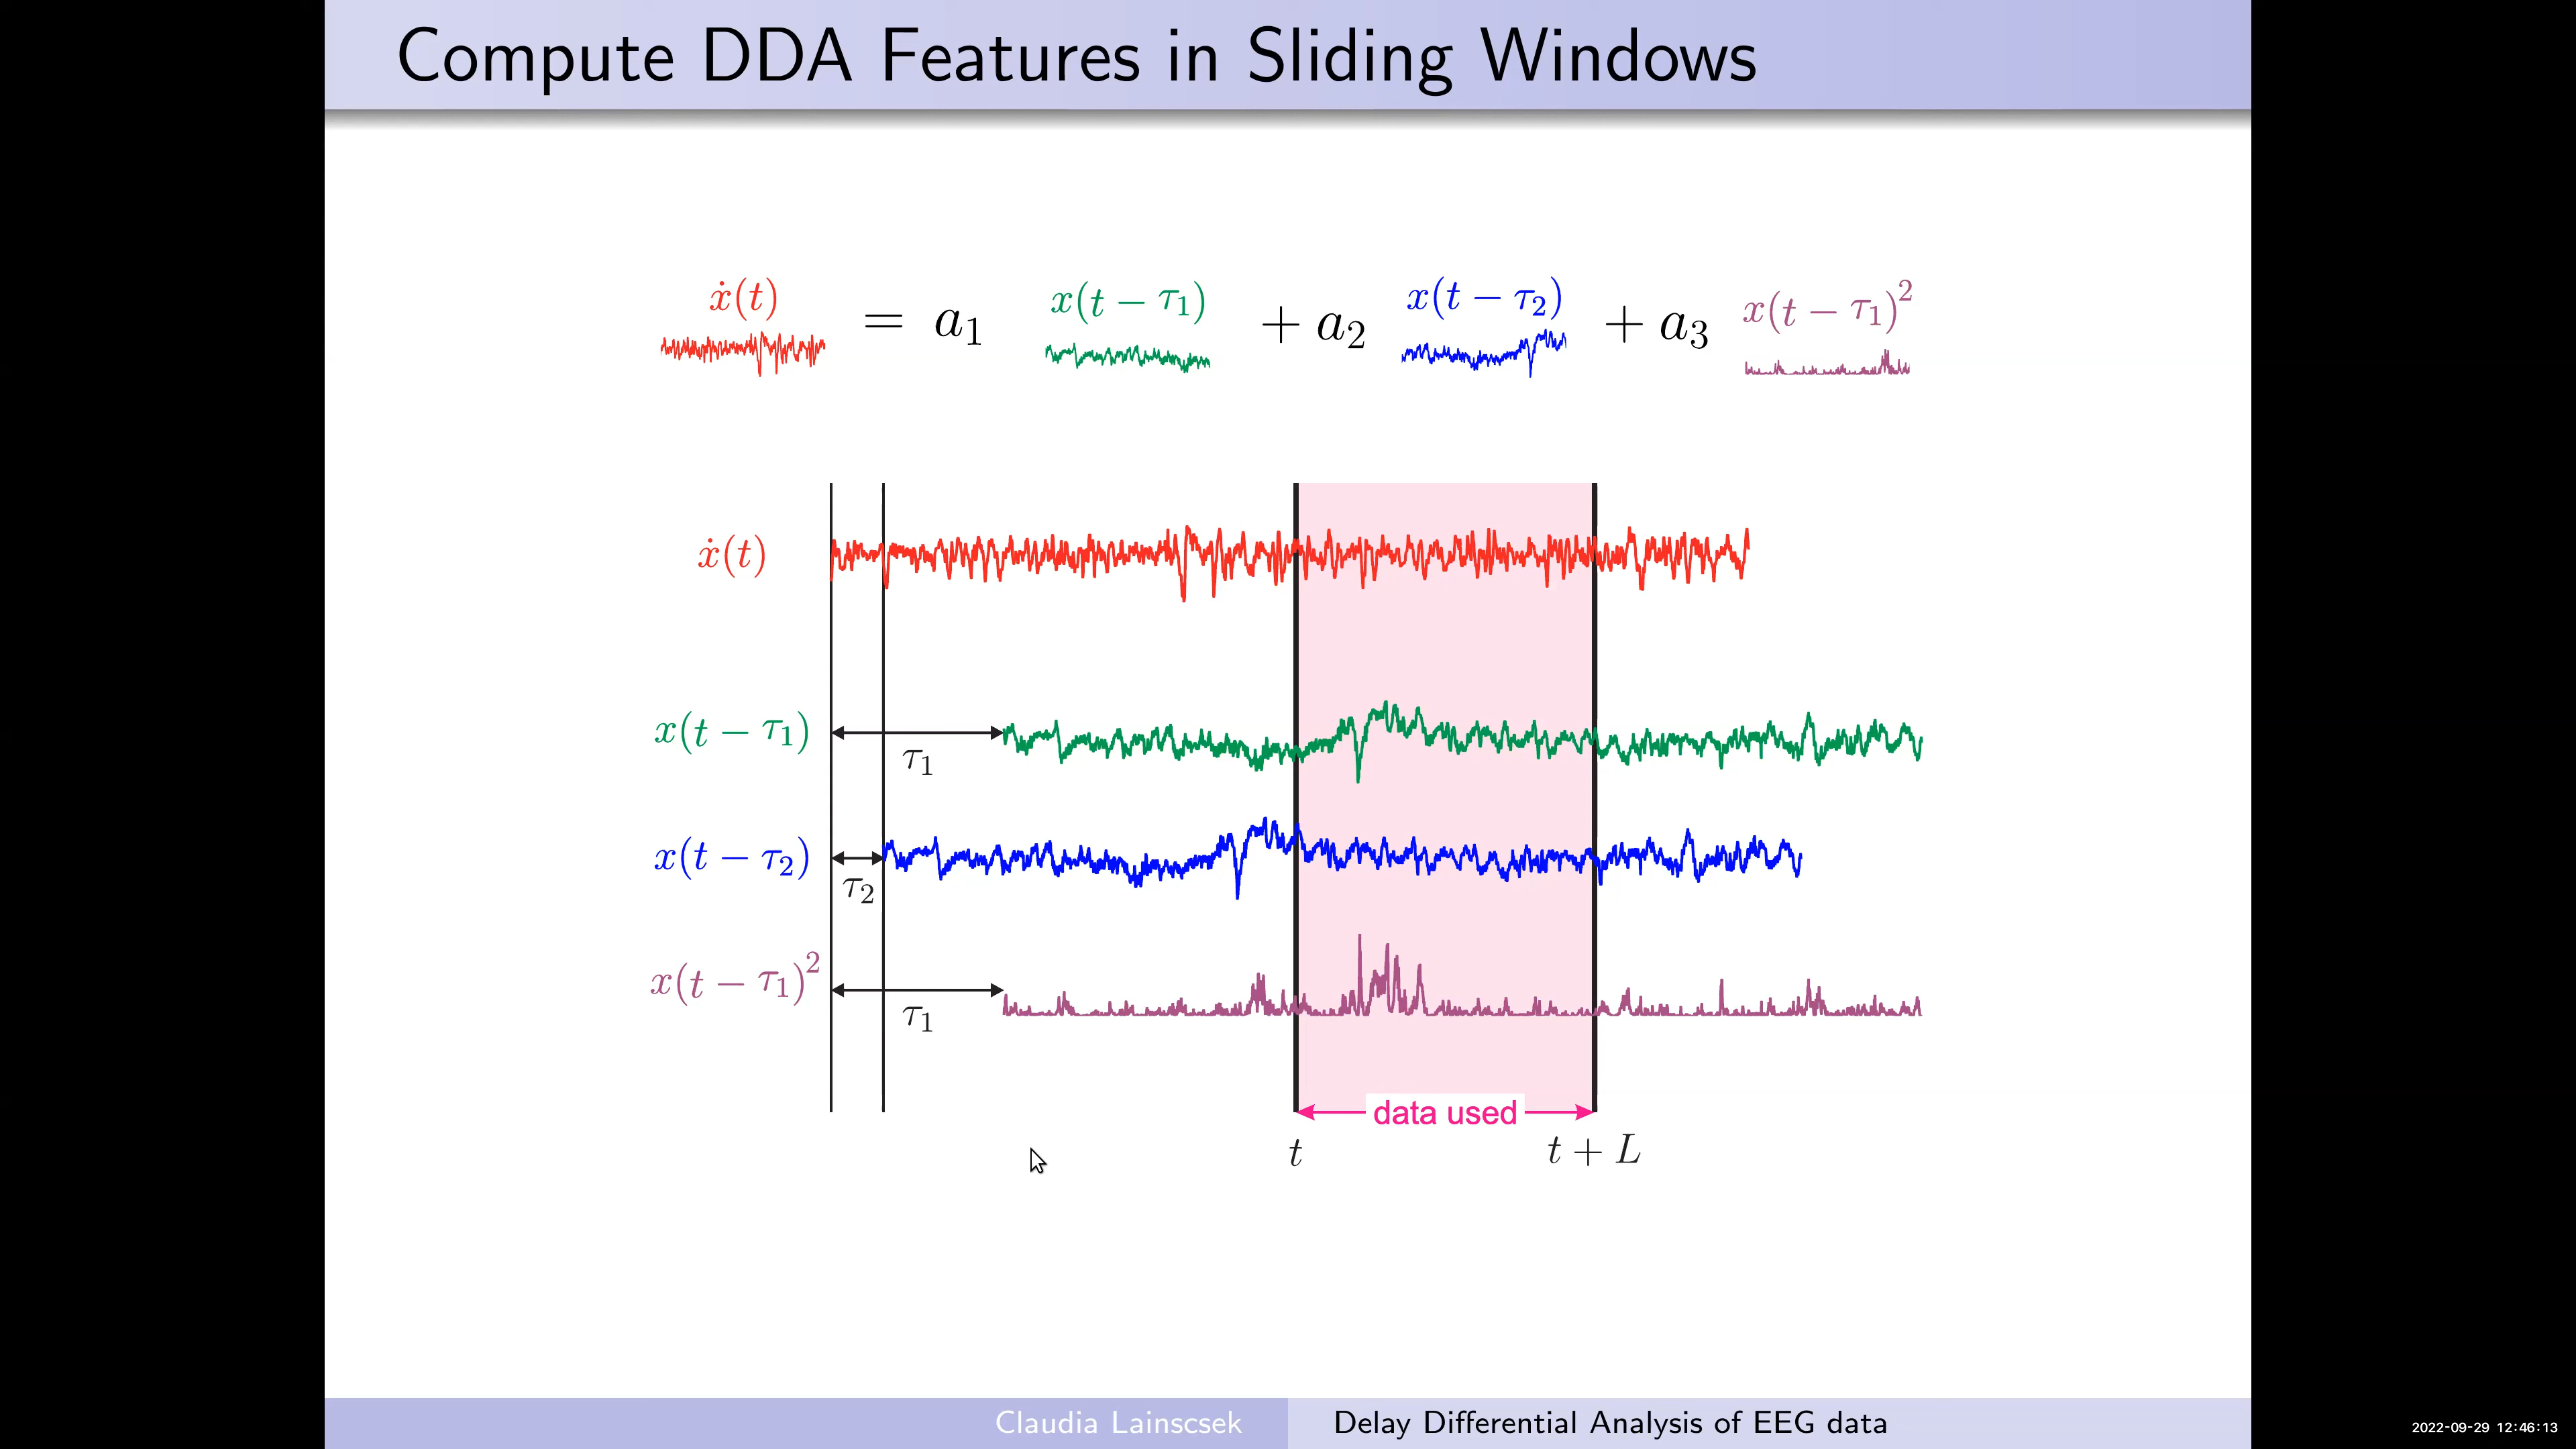 Compute DDA Features in Sliding Windows
ẋ(t) = a₁ x(t − τ₁) + a₂ x(t − τ₂) + a₃ x(t − τ₁)²
ẋ(t)
x(t − τ₁)
τ₁
x(t − τ₂)
τ₂
x(t − τ₁)²
τ₁
data used
t t + L
Claudia Lainscsek Delay Differential Analysis of EEG data
2022-09-29 12:46:13